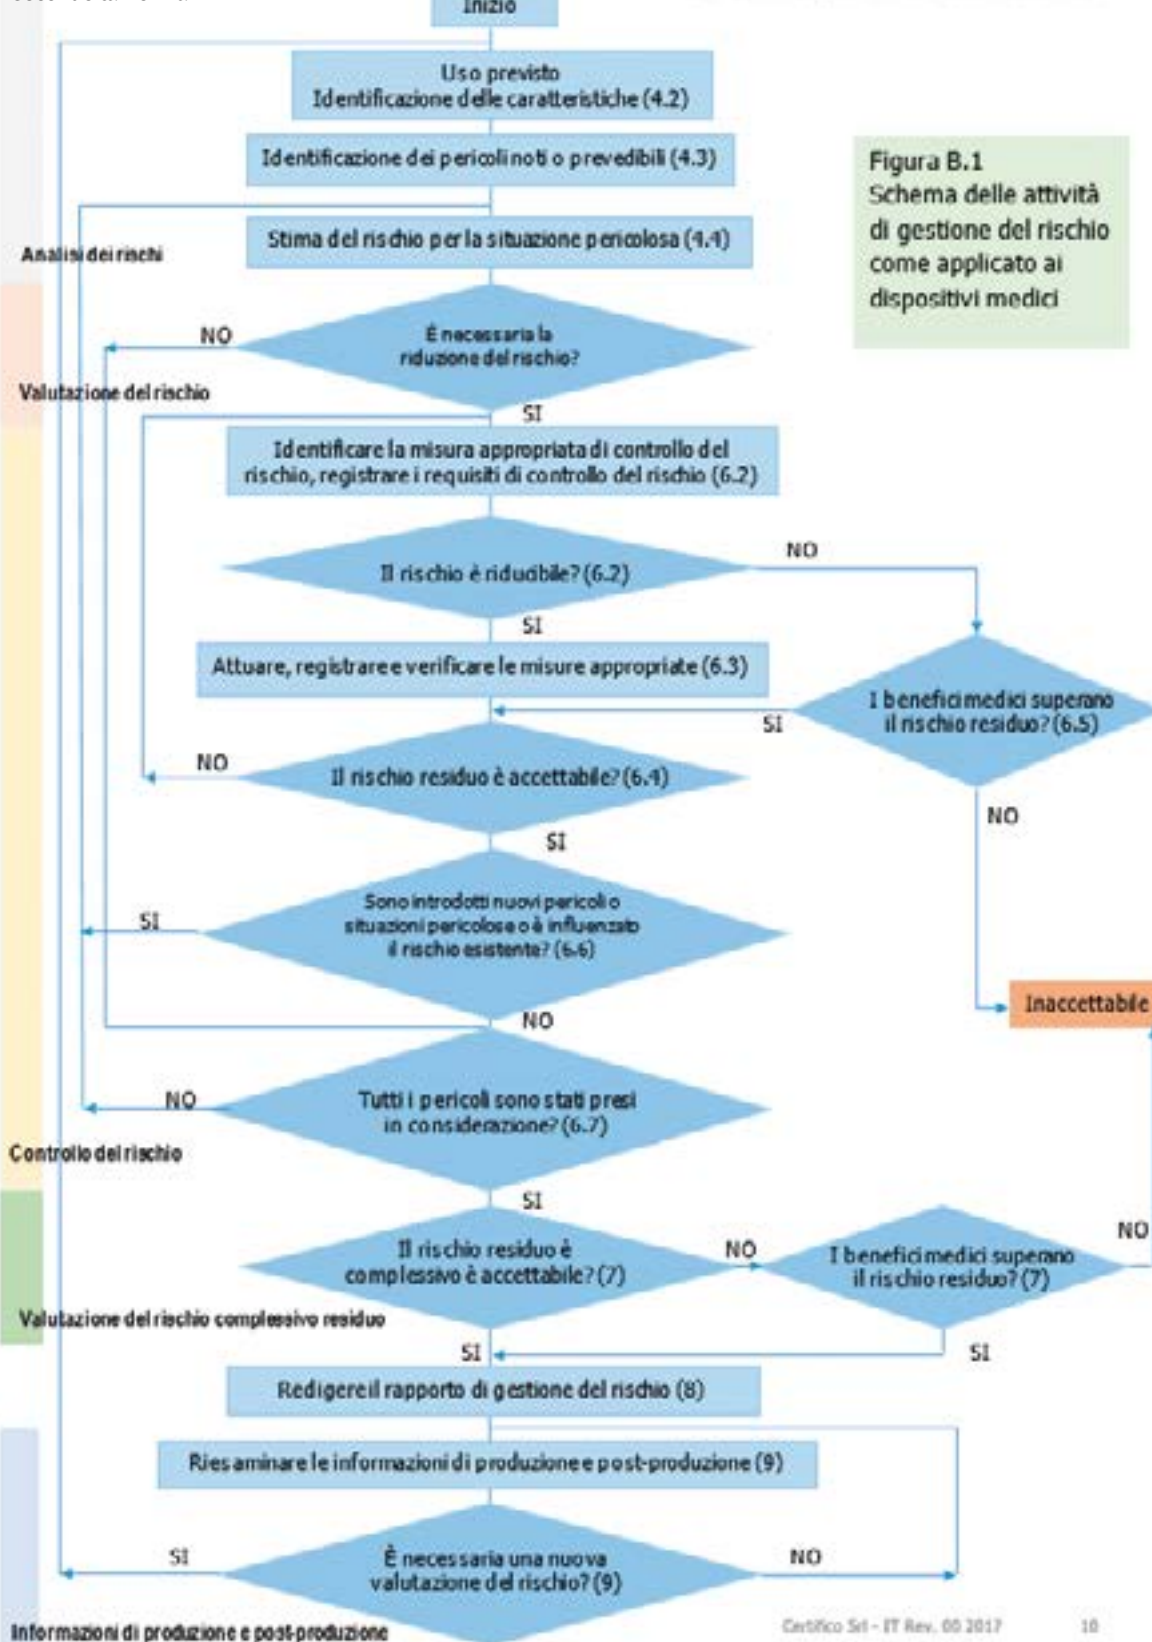 Inizio
Uso previsto
Identificazione delle caratteristiche (4.2)
Identificazione dei pericoli noti o prevedibili (4.3)
Figura B.1
Schema delle attività
di gestione del rischio
come applicato ai
dispositivi medici
Stima del rischio per la situazione pericolosa (4.4)
Analisi dei rischi
NO
È necessaria la
riduzione del rischio?
Valutazione del rischio
SI
Identificare la misura appropriata di controllo del
rischio, registrare i requisiti di controllo del rischio (6.2)
NO
Il rischio è riducibile? (6.2)
SI
Attuare, registrare e verificare le misure appropriate (6.3)
I benefici medici superano
il rischio residuo? (6.5)
SI
NO
Il rischio residuo è accettabile? (6.4)
NO
SI
Sono introdotti nuovi pericoli o
situazioni pericolose o è influenzato
il rischio esistente? (6.6)
SI
Inaccettabile
NO
Tutti i pericoli sono stati presi
in considerazione? (6.7)
NO
Controllo del rischio
SI
Il rischio residuo è
complessivo è accettabile? (7)
NO
I benefici medici superano
il rischio residuo? (7)
NO
Valutazione del rischio complessivo residuo
SI
SI
Redigere il rapporto di gestione del rischio (8)
Riesaminare le informazioni di produzione e post-produzione (9)
SI
È necessaria una nuova
valutazione del rischio? (9)
NO
Informazioni di produzione e post-produzione
Certifico Srl - IT Rev. 00 2017
10